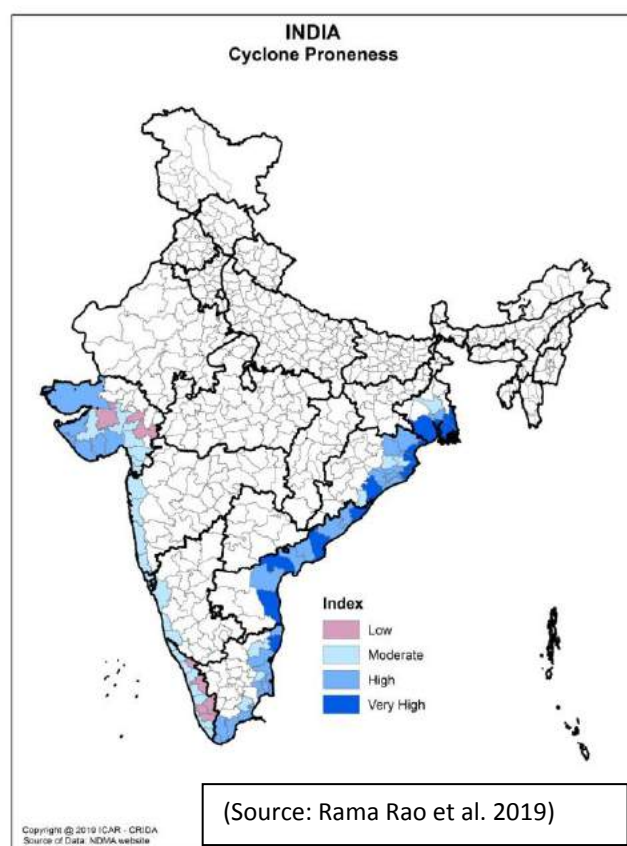 INDIA
Cyclone Proneness
Index
Low
Moderate
High
Very High
(Source: Rama Rao et al. 2019)
Copyright @ 2019 ICAR - CRIDA
Source of Data: NDMA website